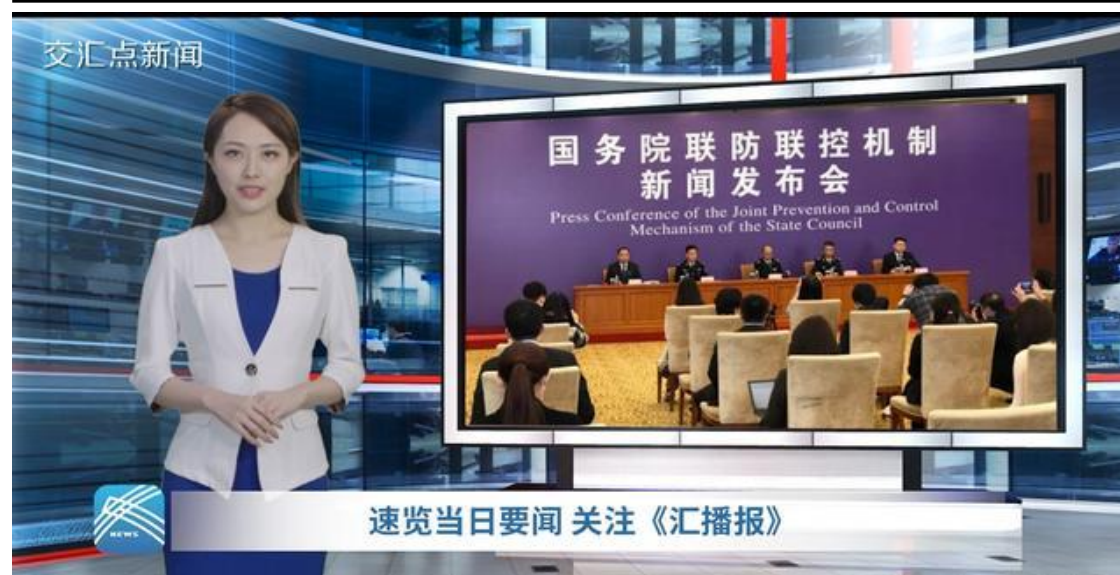 交汇点新闻
国务院联防联控机制
新闻发布会
Press Conference of the Joint Prevention and Control
Mechanism of the State Council
NEWS
速览当日要闻 关注《汇播报》